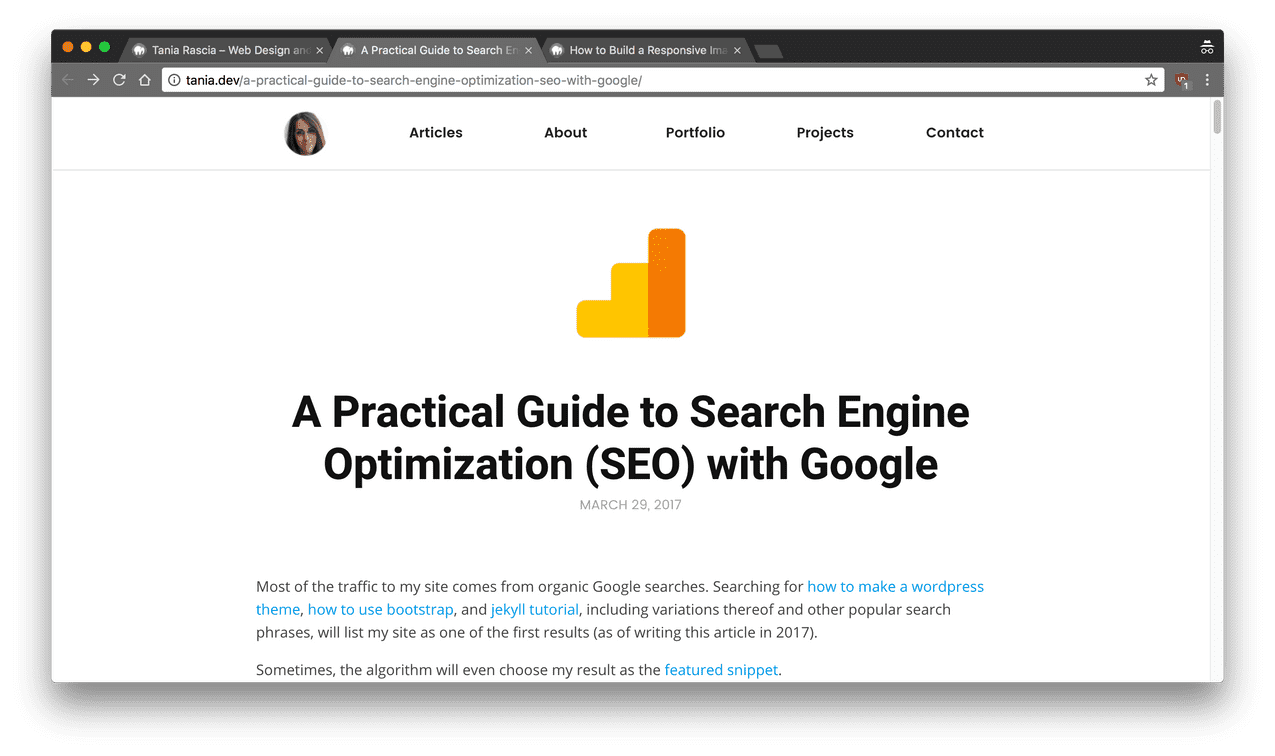 Tania Rascia – Web Design and
A Practical Guide to Search En
How to Build a Responsive Ima
tania.dev/a-practical-guide-to-search-engine-optimization-seo-with-google/
1
Articles
About
Portfolio
Projects
Contact
A Practical Guide to Search Engine
Optimization (SEO) with Google
MARCH 29, 2017
Most of the traffic to my site comes from organic Google searches. Searching for how to make a wordpress
theme, how to use bootstrap, and jekyll tutorial, including variations thereof and other popular search
phrases, will list my site as one of the first results (as of writing this article in 2017).
Sometimes, the algorithm will even choose my result as the featured snippet.